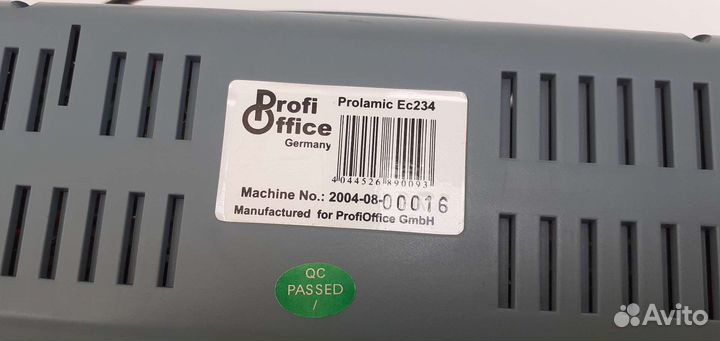 Profi Office
Germany
Prolamic Ec234
4044526890093
Machine No.: 2004-08-00016
Manufactured for ProfiOffice GmbH
QC
PASSED
/
Avito